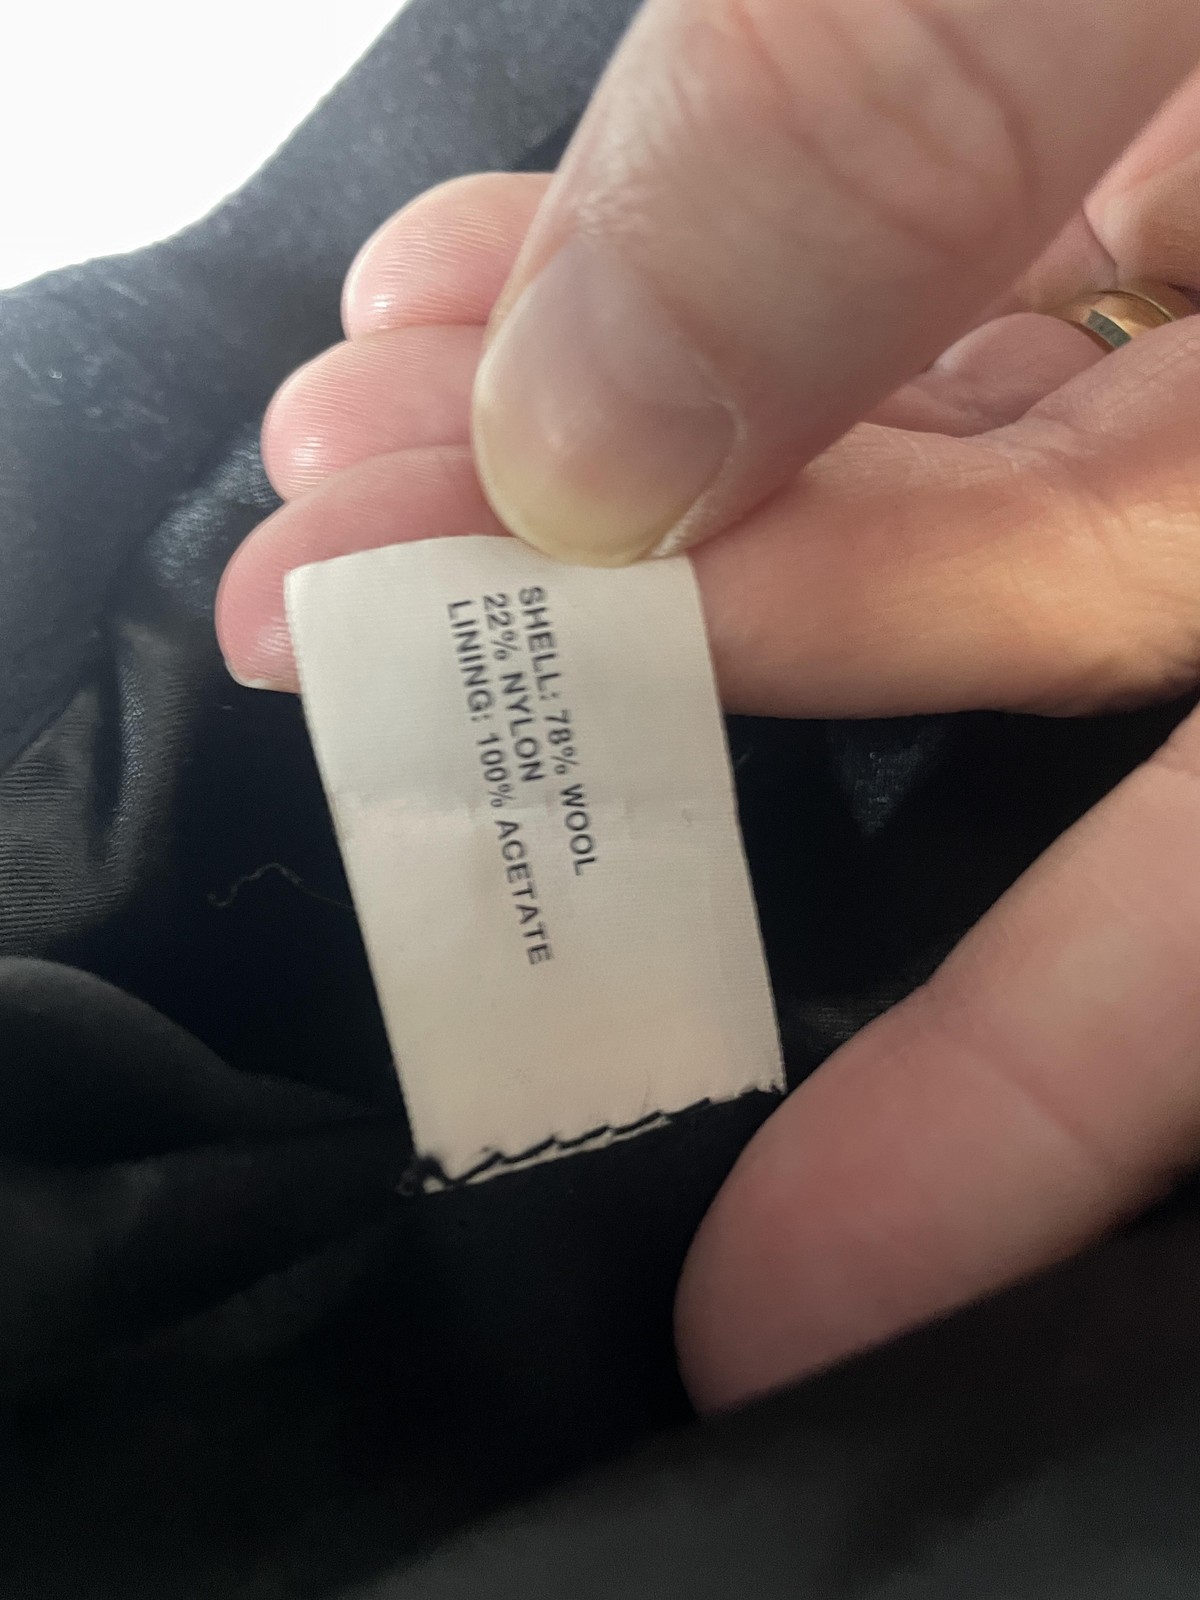 SHELL: 78% WOOL
22% NYLON
LINING: 100% ACETATE